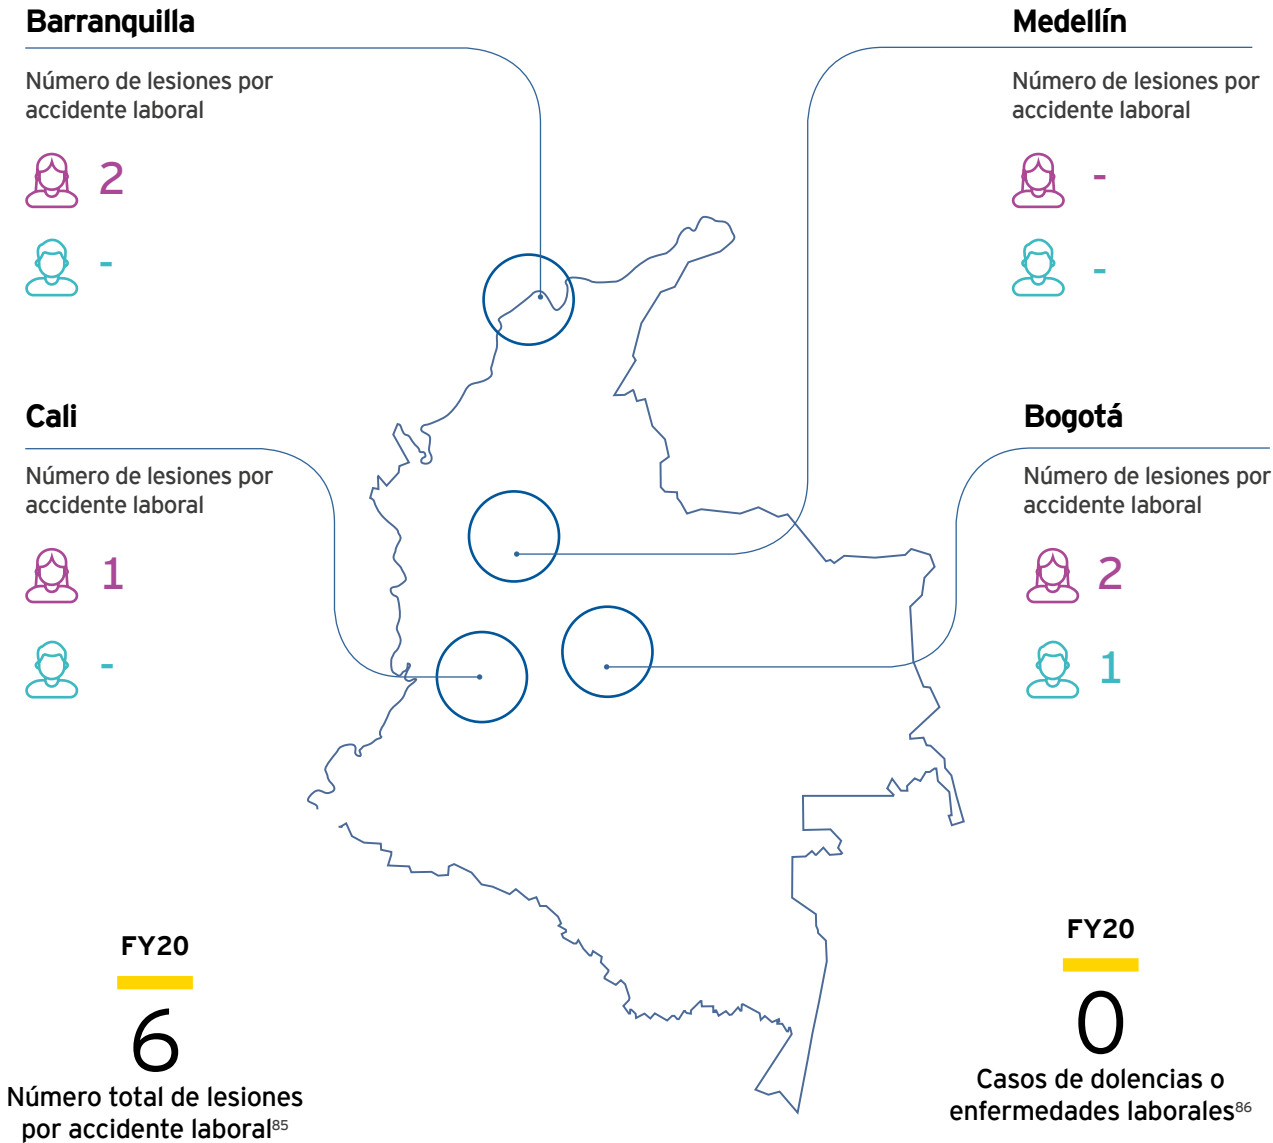 Barranquilla
Número de lesiones por
accidente laboral
2
-
Medellín
Número de lesiones por
accidente laboral
-
-
Cali
Número de lesiones por
accidente laboral
1
-
Bogotá
Número de lesiones por
accidente laboral
2
1
FY20
6
Número total de lesiones
por accidente laboral85
FY20
0
Casos de dolencias o
enfermedades laborales86